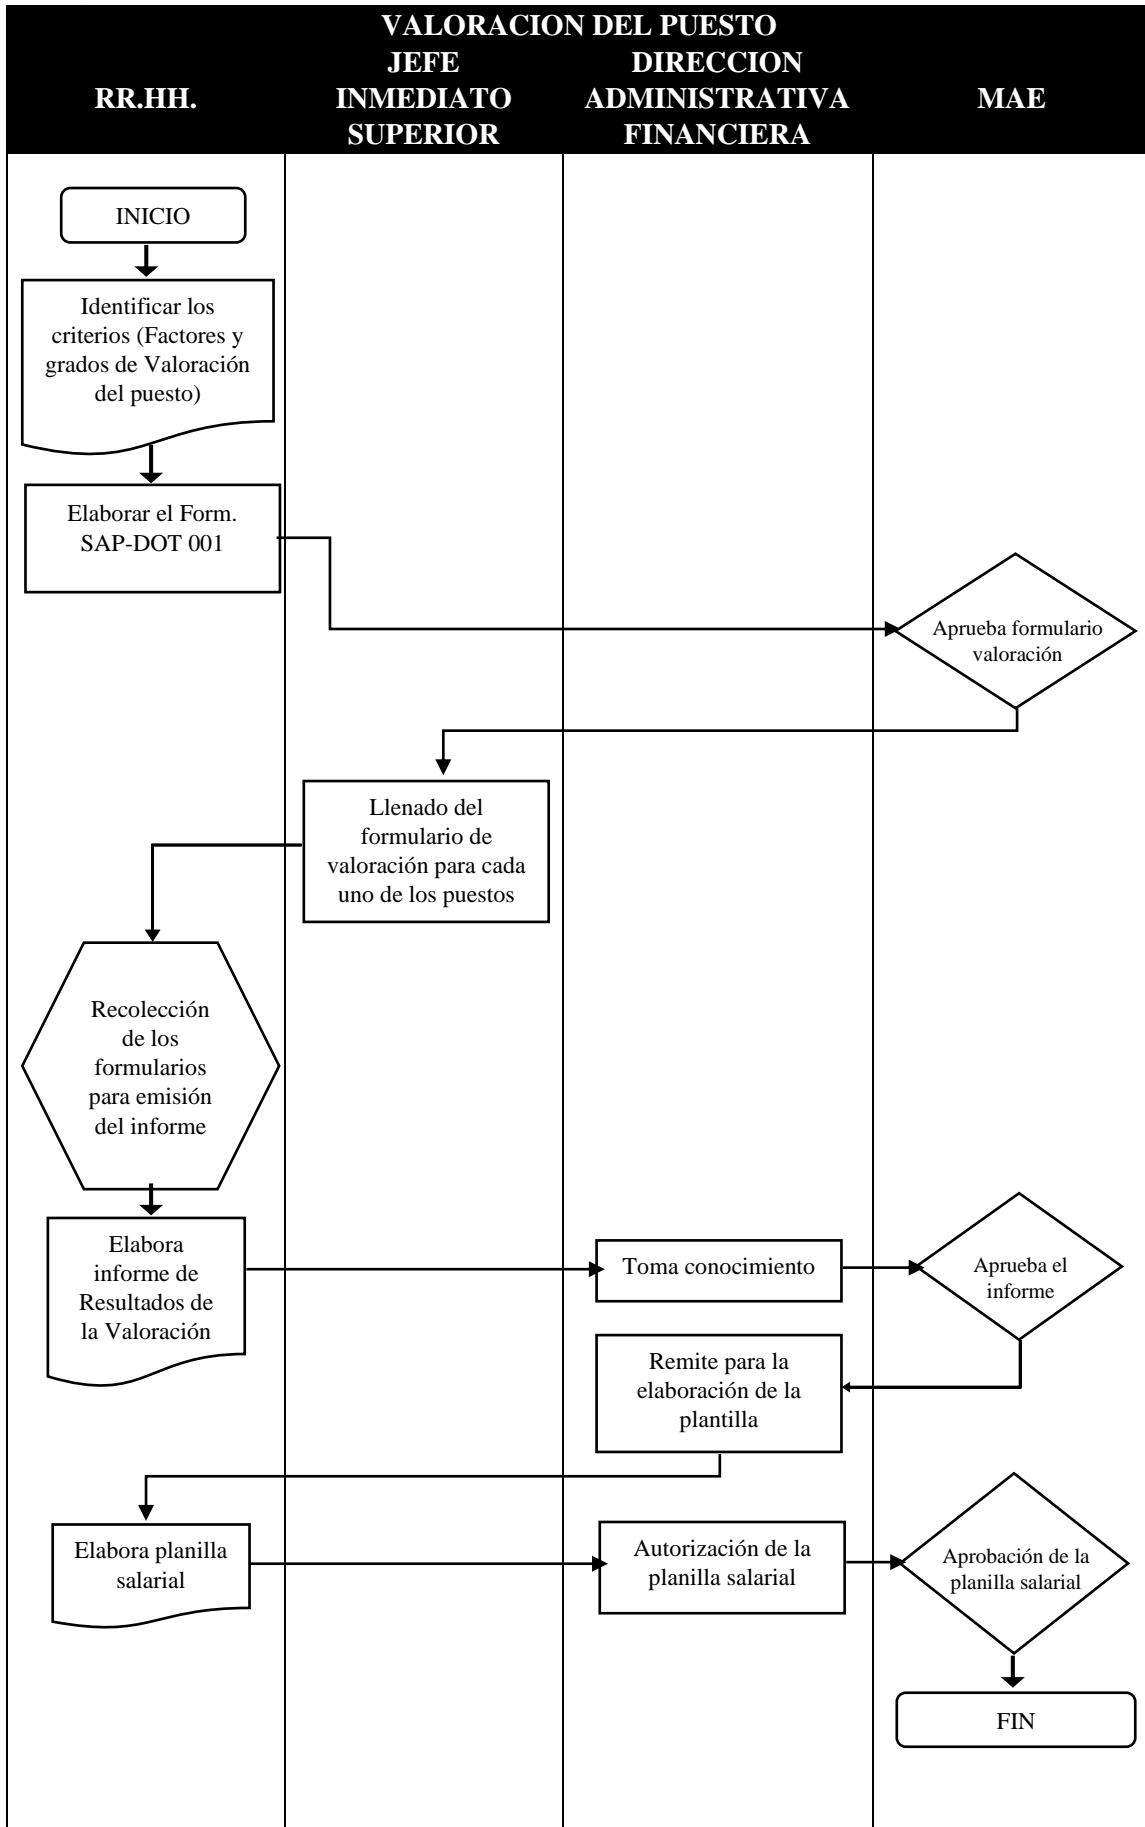 VALORACION DEL PUESTO
RR.HH.
JEFE
INMEDIATO
SUPERIOR
DIRECCION
ADMINISTRATIVA
FINANCIERA
MAE
INICIO
Identificar los
criterios (Factores y
grados de Valoración
del puesto)
Elaborar el Form.
SAP-DOT 001
Aprueba formulario
valoración
Llenado del
formulario de
valoración para cada
uno de los puestos
Recolección
de los
formularios
para emisión
del informe
Elabora
informe de
Resultados de
la Valoración
Toma conocimiento
Aprueba el
informe
Remite para la
elaboración de la
plantilla
Elabora planilla
salarial
Autorización de la
planilla salarial
Aprobación de la
planilla salarial
FIN